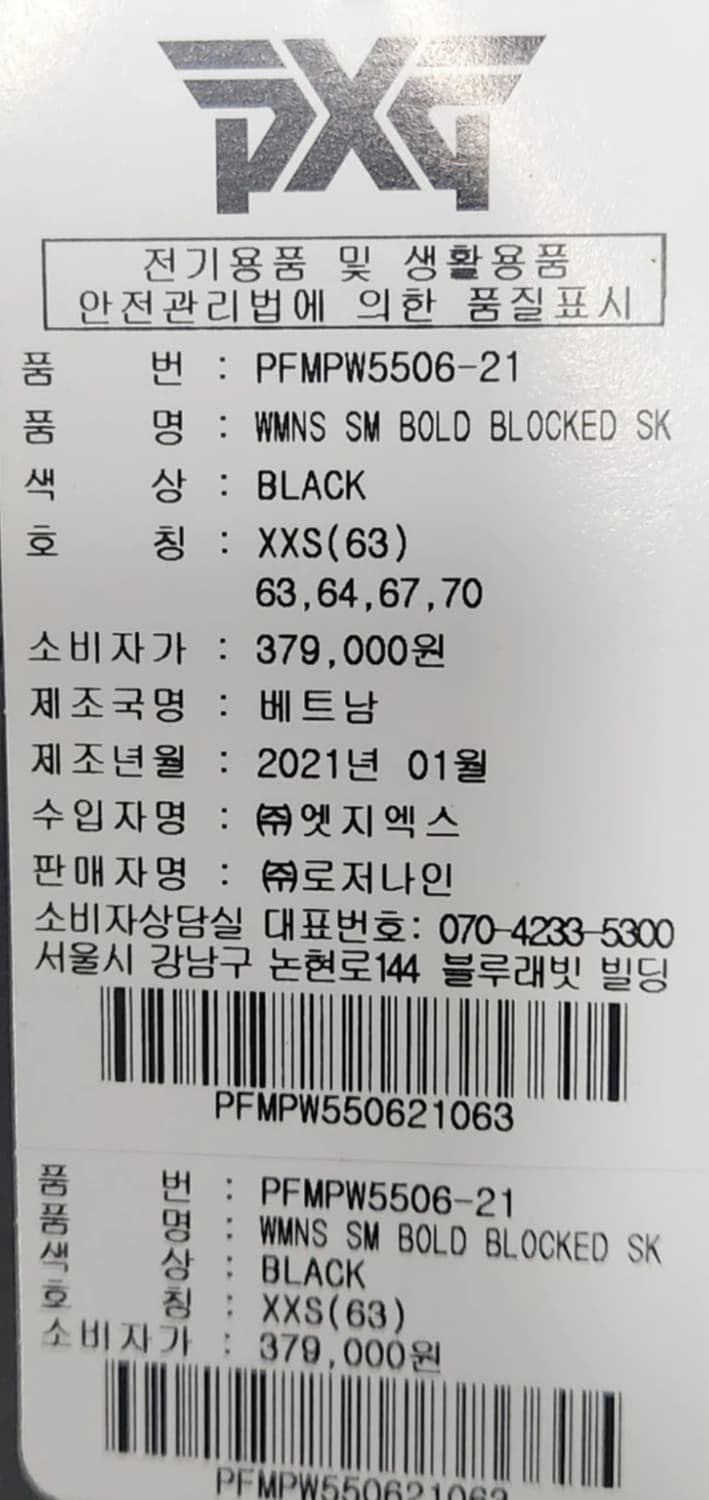 PXG
전기용품 및 생활용품
안전관리법에 의한 품질표시
품 번 : PFMPW5506-21
품 명 : WMNS SM BOLD BLOCKED SK
색 상 : BLACK
호 칭 : XXS(63)
63,64,67,70
소비자가 : 379,000원
제조국명 : 베트남
제조년월 : 2021년 01월
수입자명 : ㈜엣지엑스
판매자명 : ㈜로저나인
소비자상담실 대표번호: 070-4233-5300
서울시 강남구 논현로144 블루래빗 빌딩
PFMPW550621063
품 번 : PFMPW5506-21
품 명 : WMNS SM BOLD BLOCKED SK
색 상 : BLACK
호 칭 : XXS(63)
소비자가 : 379,000원
PFMPW550621063